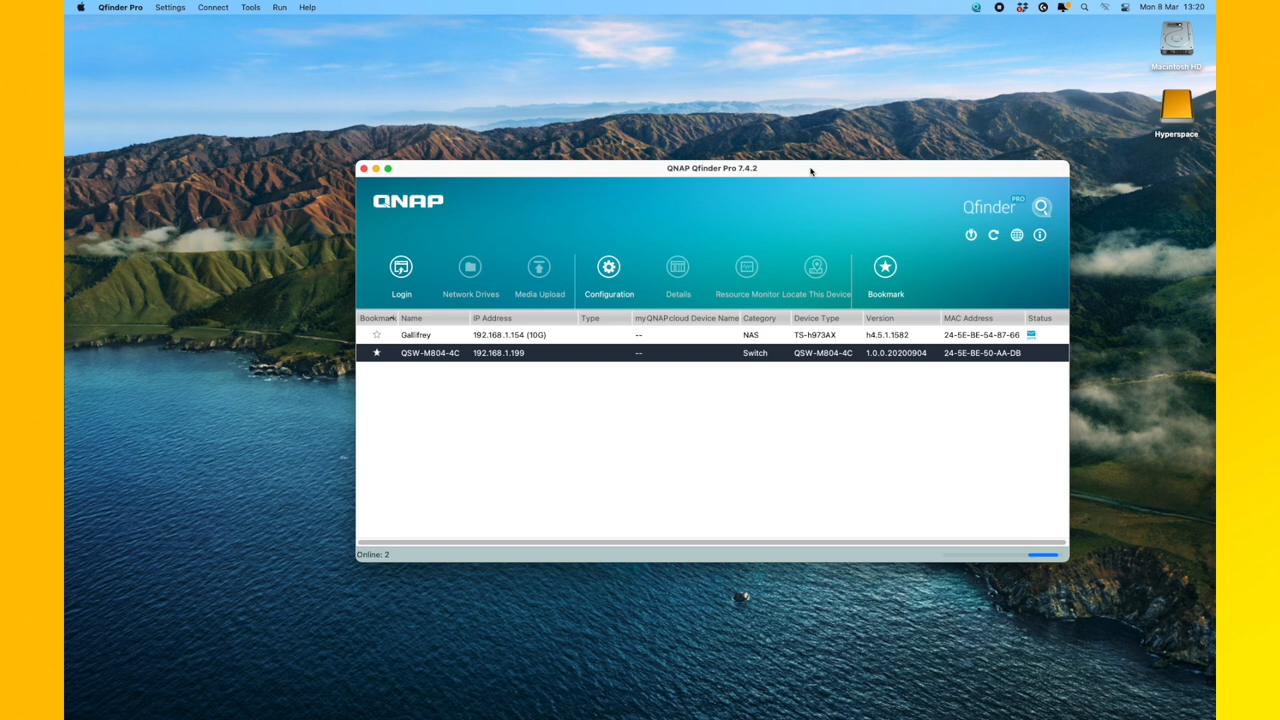 Qfinder Pro Settings Connect Tools Run Help Mon 8 Mar 13:20
Macintosh HD
Hyperspace
QNAP Qfinder Pro 7.4.2
QNAP
Qfinder PRO
Login Network Drives Media Upload Configuration Details Resource Monitor Locate This Device Bookmark
Bookmark Name IP Address Type myQNAPcloud Device Name Category Device Type Version MAC Address Status
Gallifrey 192.168.1.154 (10G) -- NAS TS-h973AX h4.5.1.1582 24-5E-BE-54-87-66
QSW-M804-4C 192.168.1.199 -- Switch QSW-M804-4C 1.0.0.20200904 24-5E-BE-50-AA-DB
Online: 2